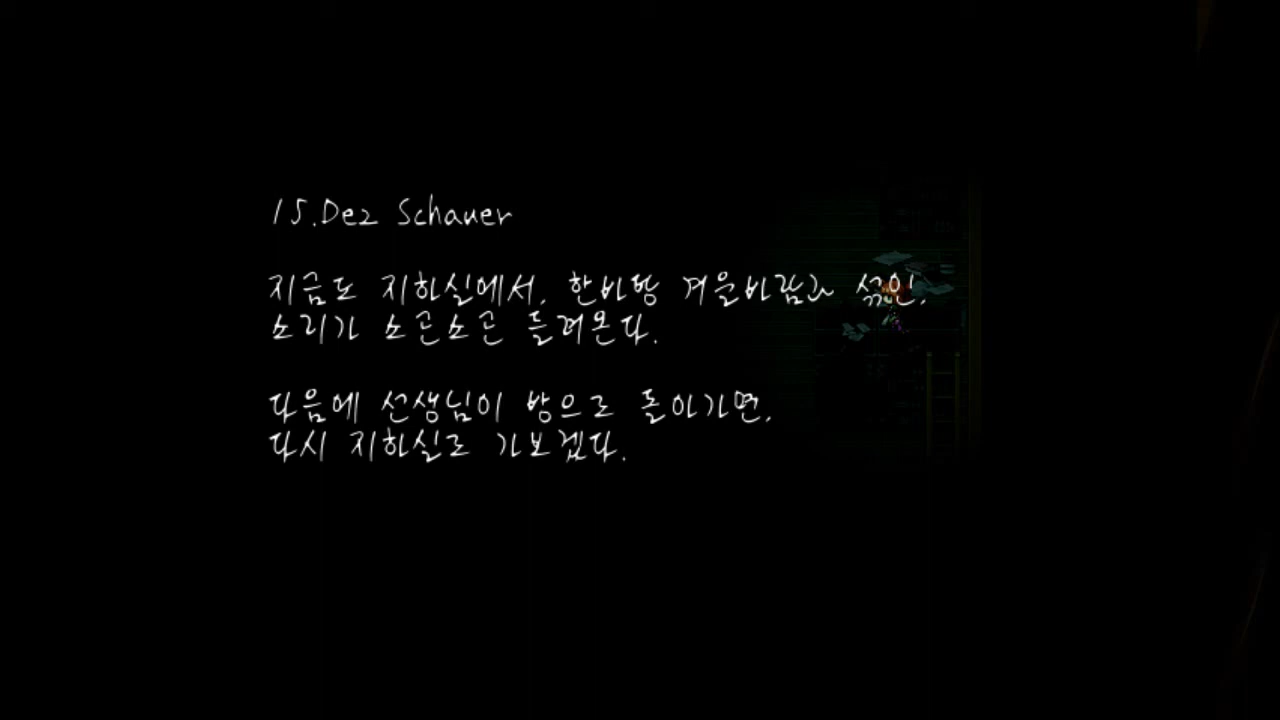 15.Dez Schauer
지금도 지하실에서, 한바탕 겨울바람과 섞인,
소리가 소곤소곤 들려온다.
다음에 선생님이 방으로 돌아가면,
다시 지하실로 가보겠다.